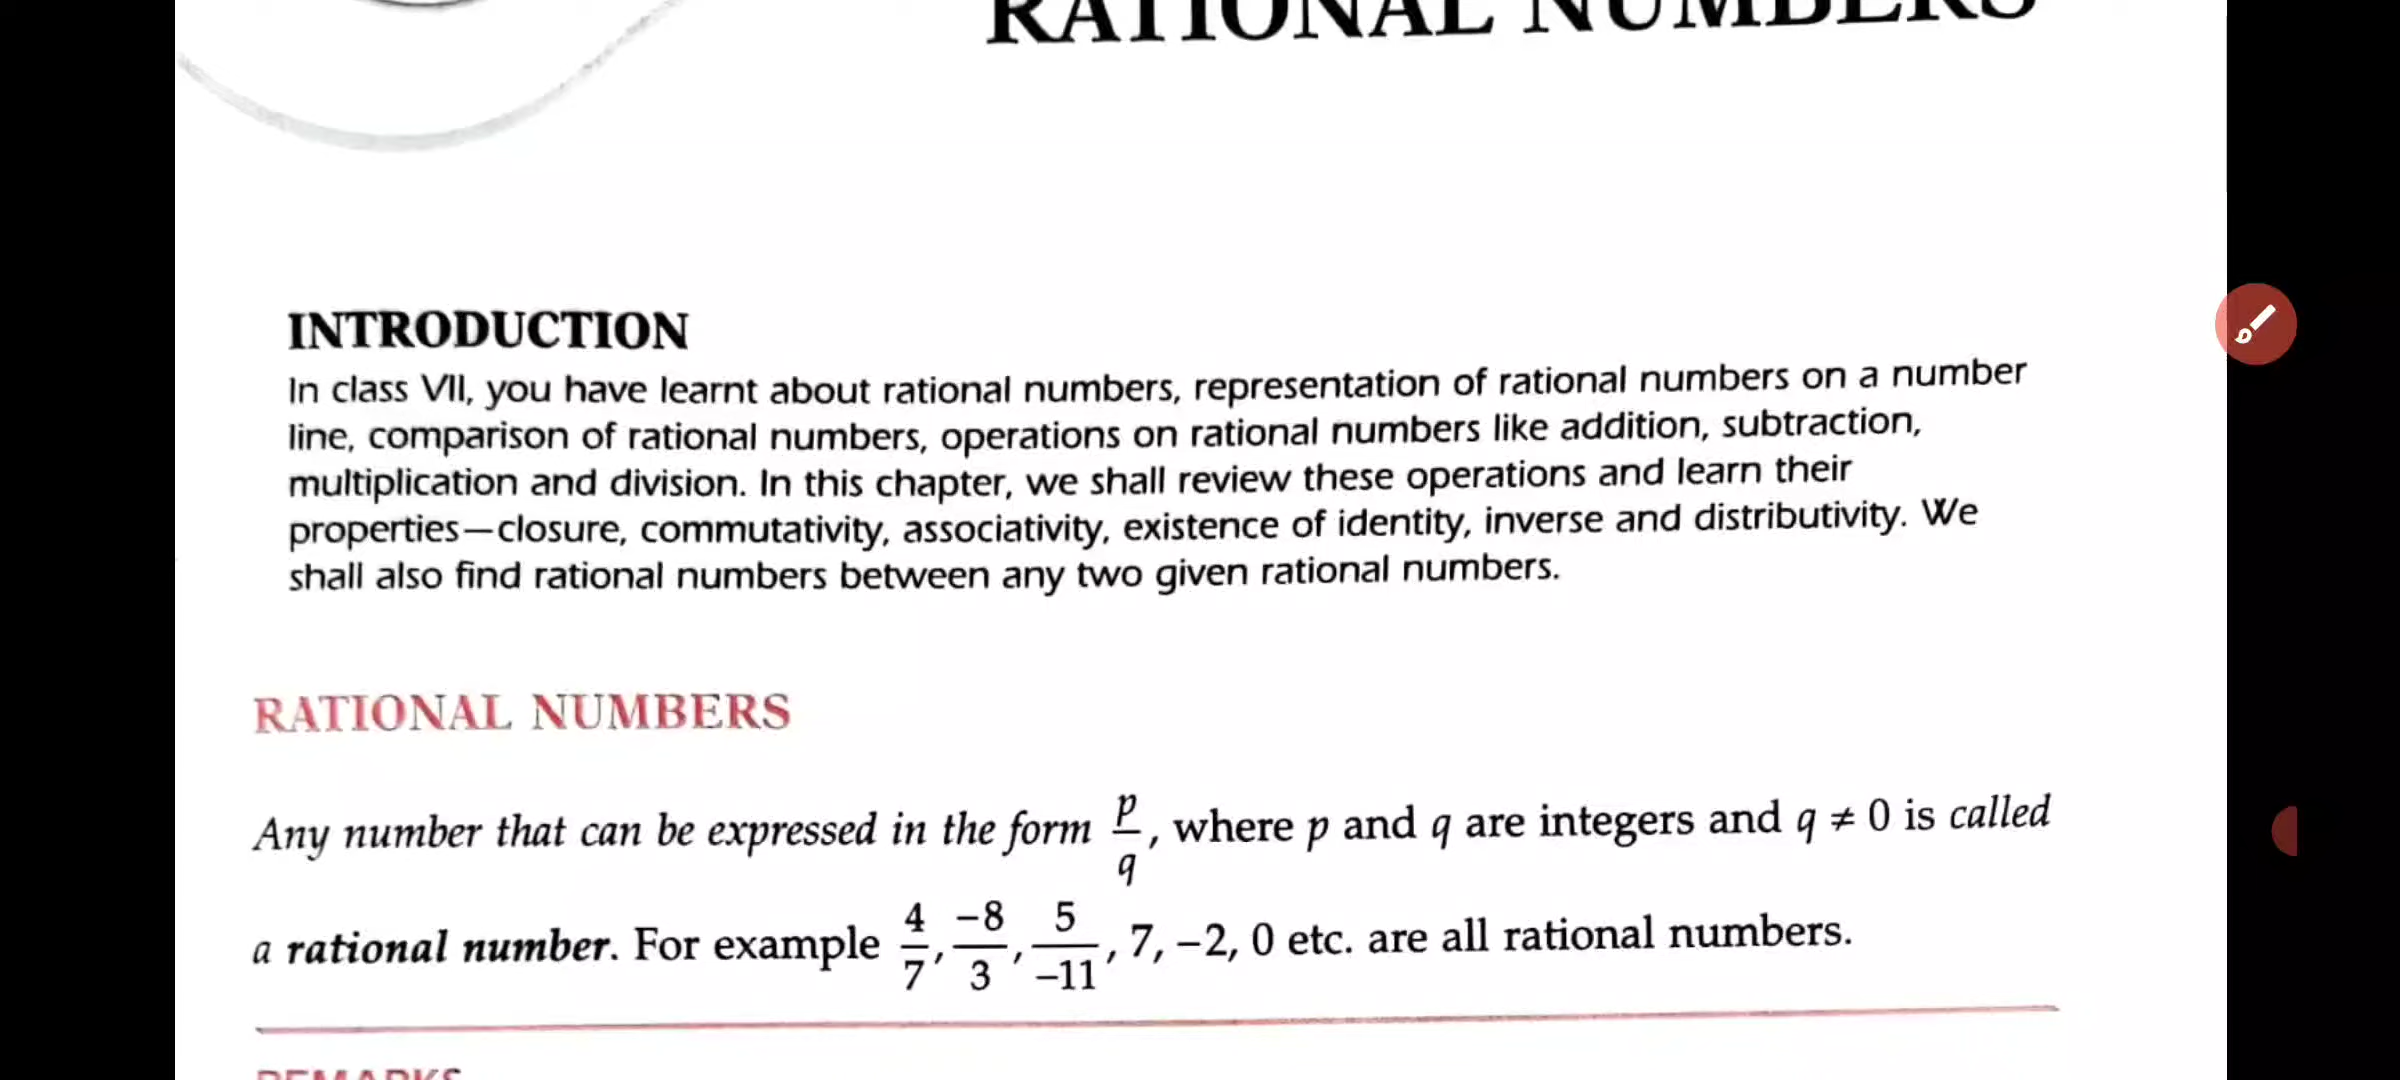 RATIONAL NUMBERS
INTRODUCTION
In class VII, you have learnt about rational numbers, representation of rational numbers on a number
line, comparison of rational numbers, operations on rational numbers like addition, subtraction,
multiplication and division. In this chapter, we shall review these operations and learn their
properties—closure, commutativity, associativity, existence of identity, inverse and distributivity. We
shall also find rational numbers between any two given rational numbers.
RATIONAL NUMBERS
Any number that can be expressed in the form p/q, where p and q are integers and q ≠ 0 is called
a rational number. For example 4/7, -8/3, 5/-11, 7, -2, 0 etc. are all rational numbers.
REMARKS